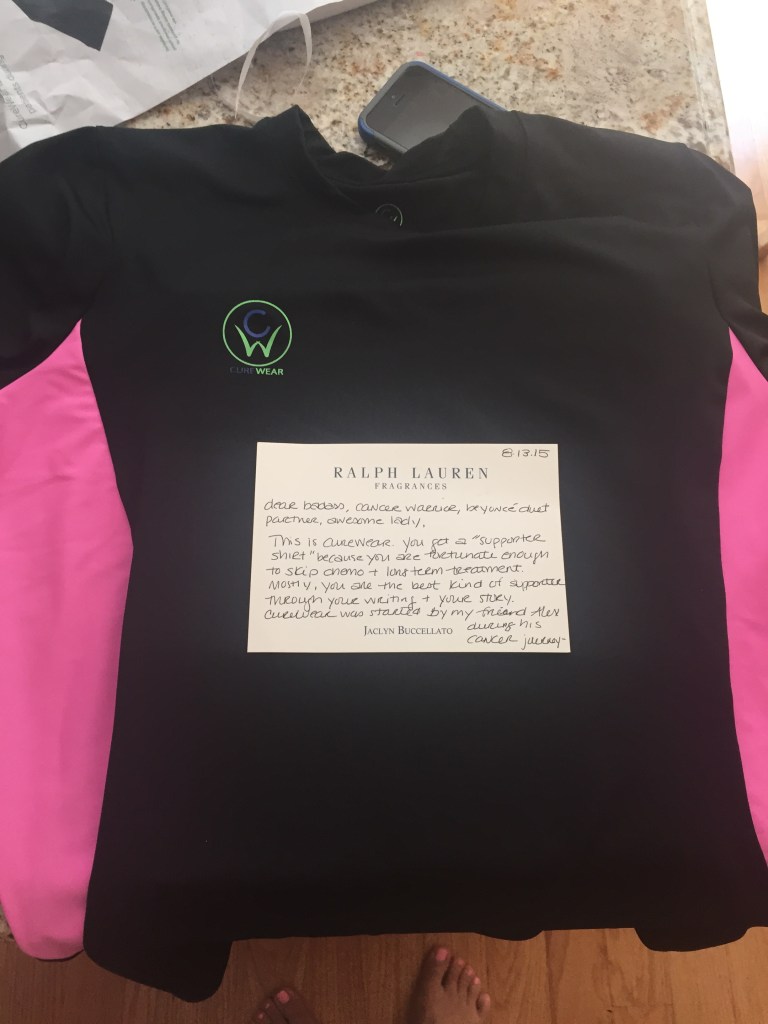 CW
CUREWEAR
8.13.15
RALPH LAUREN
FRAGRANCES
dear badass, cancer warrior, beyoncé duet
partner, awesome lady,
This is curewear. You get a "supporter
shirt" because you are fortunate enough
to skip chemo + long term treatment.
Mostly, you are the best kind of supporter
through your writing + your story.
Curewear was started by my friend Alex
during his
cancer journey-
JACLYN BUCCELLATO